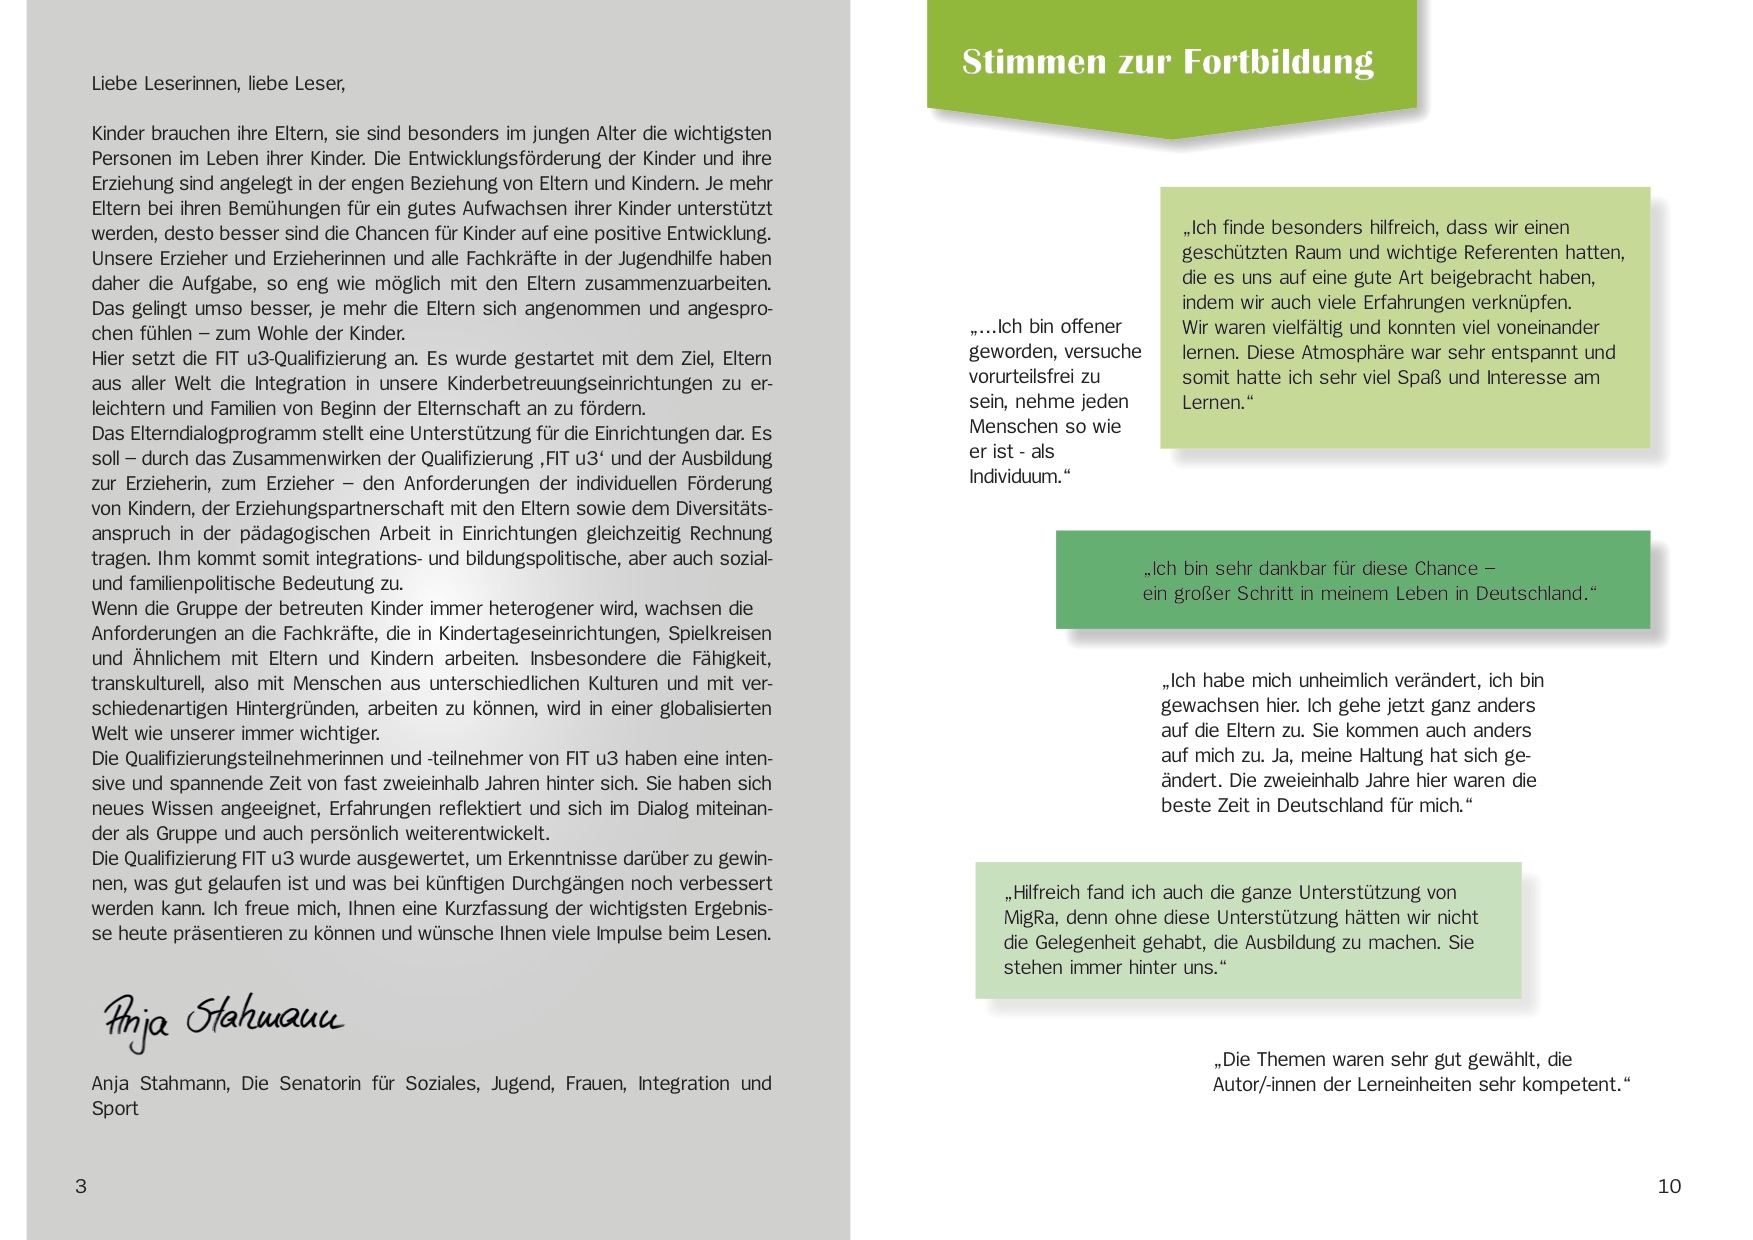 Liebe Leserinnen, liebe Leser,
Kinder brauchen ihre Eltern, sie sind besonders im jungen Alter die wichtigsten
Personen im Leben ihrer Kinder. Die Entwicklungsförderung der Kinder und ihre
Erziehung sind angelegt in der engen Beziehung von Eltern und Kindern. Je mehr
Eltern bei ihren Bemühungen für ein gutes Aufwachsen ihrer Kinder unterstützt
werden, desto besser sind die Chancen für Kinder auf eine positive Entwicklung.
Unsere Erzieher und Erzieherinnen und alle Fachkräfte in der Jugendhilfe haben
daher die Aufgabe, so eng wie möglich mit den Eltern zusammenzuarbeiten.
Das gelingt umso besser, je mehr die Eltern sich angenommen und angespro-
chen fühlen – zum Wohle der Kinder.
Hier setzt die FIT u3-Qualifizierung an. Es wurde gestartet mit dem Ziel, Eltern
aus aller Welt die Integration in unsere Kinderbetreuungseinrichtungen zu er-
leichtern und Familien von Beginn der Elternschaft an zu fördern.
Das Elterndialogprogramm stellt eine Unterstützung für die Einrichtungen dar. Es
soll – durch das Zusammenwirken der Qualifizierung ‚FIT u3‘ und der Ausbildung
zur Erzieherin, zum Erzieher – den Anforderungen der individuellen Förderung
von Kindern, der Erziehungspartnerschaft mit den Eltern sowie dem Diversitäts-
anspruch in der pädagogischen Arbeit in Einrichtungen gleichzeitig Rechnung
tragen. Ihm kommt somit integrations- und bildungspolitische, aber auch sozial-
und familienpolitische Bedeutung zu.
Wenn die Gruppe der betreuten Kinder immer heterogener wird, wachsen die
Anforderungen an die Fachkräfte, die in Kindertageseinrichtungen, Spielkreisen
und Ähnlichem mit Eltern und Kindern arbeiten. Insbesondere die Fähigkeit,
transkulturell, also mit Menschen aus unterschiedlichen Kulturen und mit ver-
schiedenartigen Hintergründen, arbeiten zu können, wird in einer globalisierten
Welt wie unserer immer wichtiger.
Die Qualifizierungsteilnehmerinnen und -teilnehmer von FIT u3 haben eine inten-
sive und spannende Zeit von fast zweieinhalb Jahren hinter sich. Sie haben sich
neues Wissen angeeignet, Erfahrungen reflektiert und sich im Dialog miteinan-
der als Gruppe und auch persönlich weiterentwickelt.
Die Qualifizierung FIT u3 wurde ausgewertet, um Erkenntnisse darüber zu gewin-
nen, was gut gelaufen ist und was bei künftigen Durchgängen noch verbessert
werden kann. Ich freue mich, Ihnen eine Kurzfassung der wichtigsten Ergebnis-
se heute präsentieren zu können und wünsche Ihnen viele Impulse beim Lesen.
Anja Stahmann
Anja Stahmann, Die Senatorin für Soziales, Jugend, Frauen, Integration und
Sport
3
Stimmen zur Fortbildung
„Ich finde besonders hilfreich, dass wir einen
geschützten Raum und wichtige Referenten hatten,
die es uns auf eine gute Art beigebracht haben,
indem wir auch viele Erfahrungen verknüpfen.
Wir waren vielfältig und konnten viel voneinander
lernen. Diese Atmosphäre war sehr entspannt und
somit hatte ich sehr viel Spaß und Interesse am
Lernen.“
„...Ich bin offener
geworden, versuche
vorurteilsfrei zu
sein, nehme jeden
Menschen so wie
er ist - als
Individuum.“
„Ich bin sehr dankbar für diese Chance –
ein großer Schritt in meinem Leben in Deutschland.“
„Ich habe mich unheimlich verändert, ich bin
gewachsen hier. Ich gehe jetzt ganz anders
auf die Eltern zu. Sie kommen auch anders
auf mich zu. Ja, meine Haltung hat sich ge-
ändert. Die zweieinhalb Jahre hier waren die
beste Zeit in Deutschland für mich.“
„Hilfreich fand ich auch die ganze Unterstützung von
MigRa, denn ohne diese Unterstützung hätten wir nicht
die Gelegenheit gehabt, die Ausbildung zu machen. Sie
stehen immer hinter uns.“
„Die Themen waren sehr gut gewählt, die
Autor/-innen der Lerneinheiten sehr kompetent.“
10